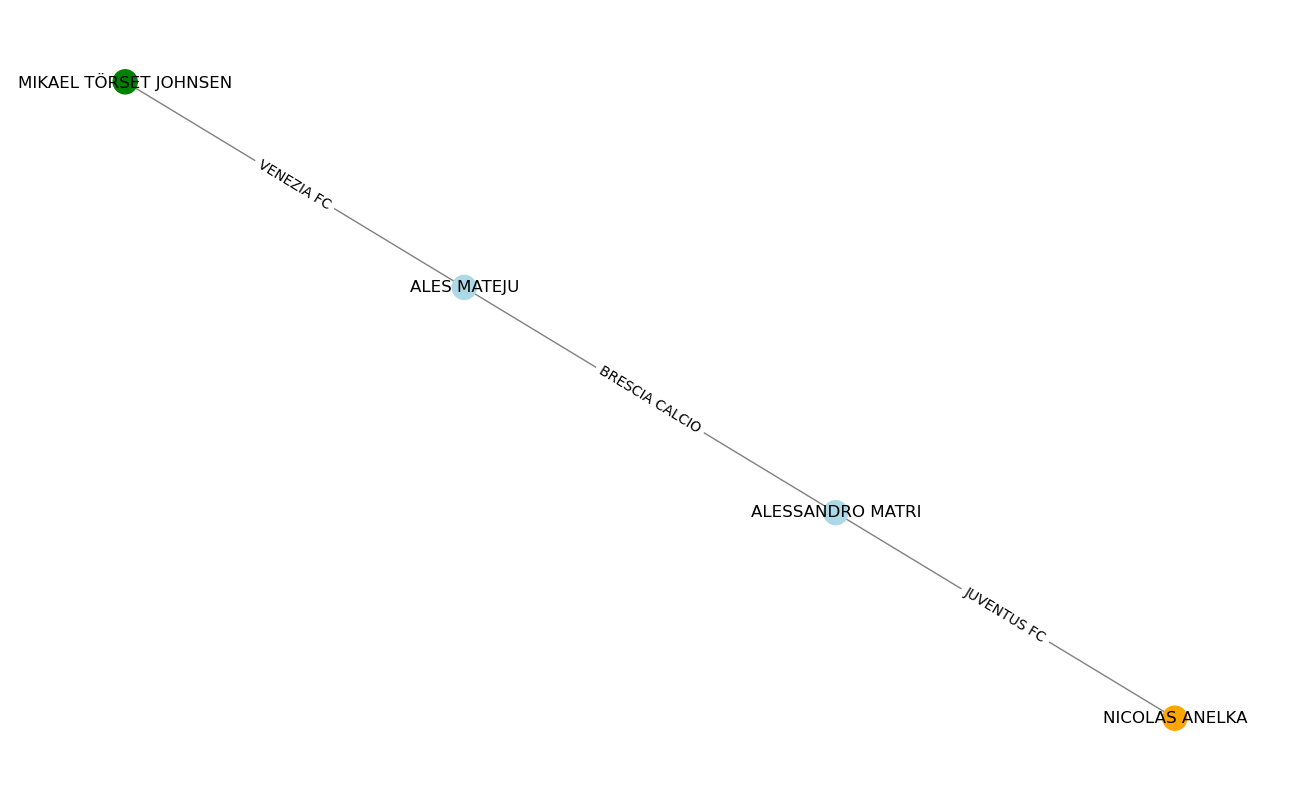 MIKAEL TÖRSET JOHNSEN
VENEZIA FC
ALES MATEJU
BRESCIA CALCIO
ALESSANDRO MATRI
JUVENTUS FC
NICOLAS ANELKA